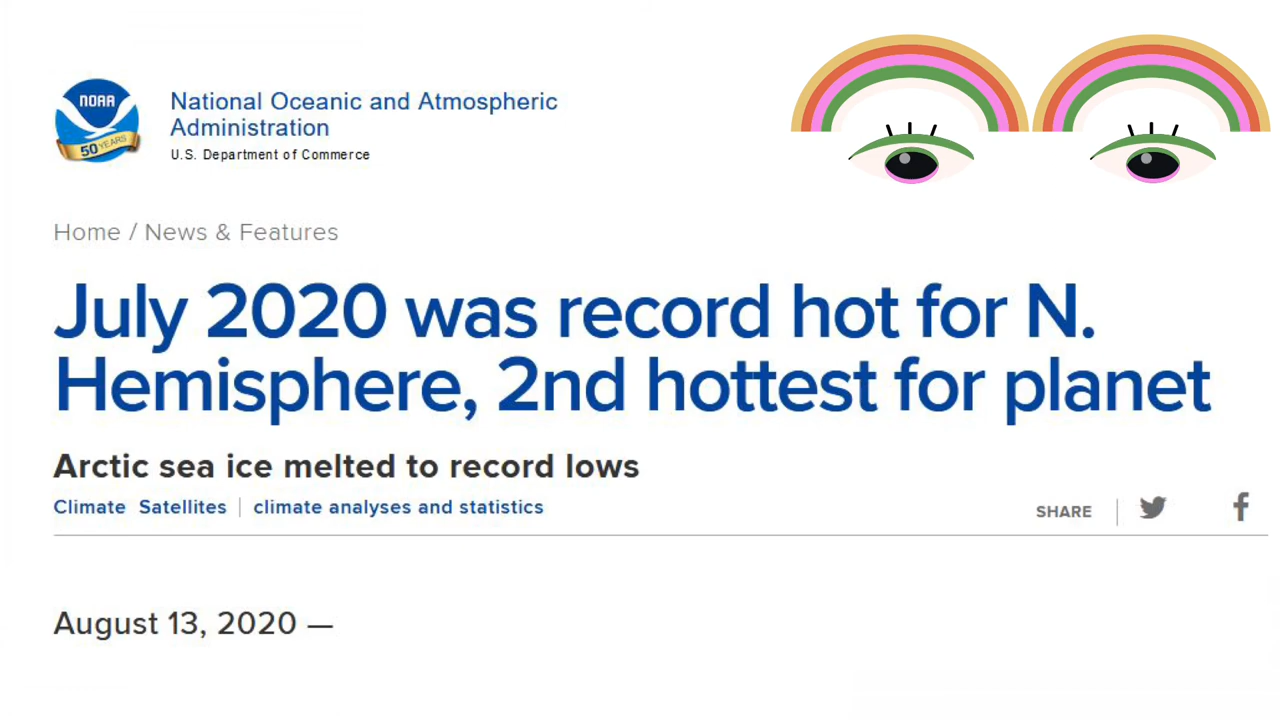 NOAA
50 YEARS
National Oceanic and Atmospheric
Administration
U.S. Department of Commerce
Home / News & Features
July 2020 was record hot for N.
Hemisphere, 2nd hottest for planet
Arctic sea ice melted to record lows
Climate Satellites | climate analyses and statistics
SHARE
August 13, 2020 —